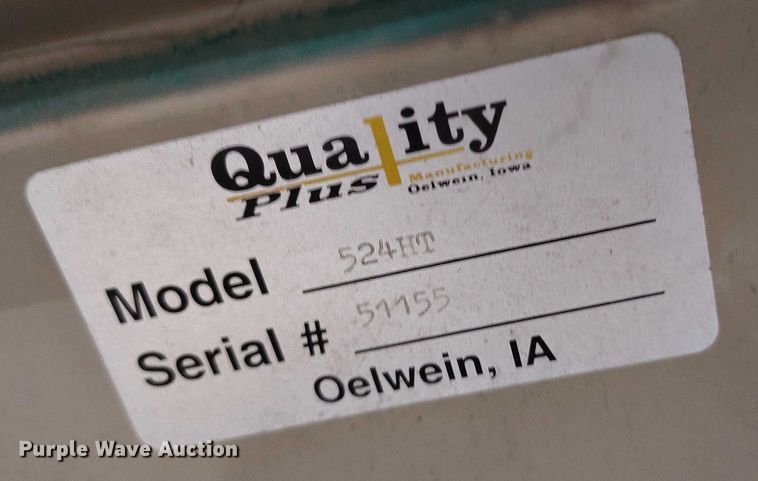 Quality
Plus Manufacturing
Oelwein, Iowa
Model 524HT
Serial # 51155
Oelwein, IA
Purple Wave Auction